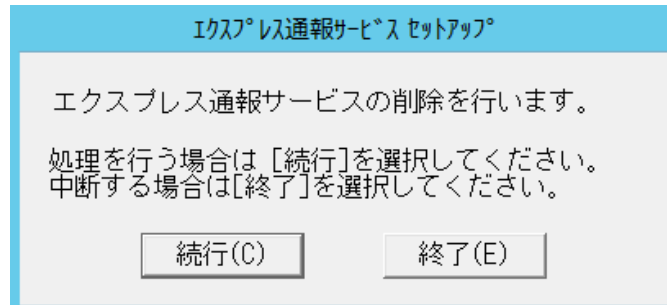 ｴｸｽﾌﾟﾚｽ通報ｻｰﾋﾞｽ ｾｯﾄｱｯﾌﾟ
エクスプレス通報サービスの削除を行います。
処理を行う場合は [続行]を選択してください。
中断する場合は[終了]を選択してください。
続行(C)
終了(E)